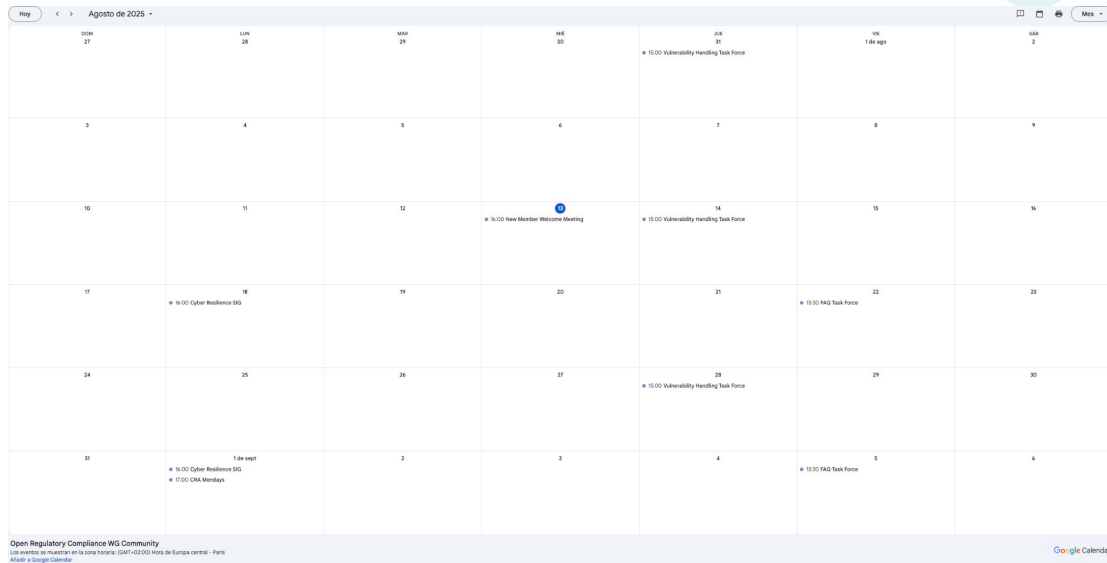 Hoy
Agosto de 2025
Mes
DOM LUN MAR MIÉ JUE VIE SÁB
27 28 29 30 31 1 de ago 2
15:00 Vulnerability Handling Task Force
3 4 5 6 7 8 9
10 11 12 13 14 15 16
16:00 New Member Welcome Meeting
15:00 Vulnerability Handling Task Force
17 18 19 20 21 22 23
16:00 Cyber Resilience SIG
13:30 FAQ Task Force
24 25 26 27 28 29 30
15:00 Vulnerability Handling Task Force
31 1 de sept 2 3 4 5 6
16:00 Cyber Resilience SIG
13:30 FAQ Task Force
17:00 CRA Mondays
Open Regulatory Compliance WG Community
Los eventos se muestran en la zona horaria: (GMT+02:00) Hora de Europa central - Paris
Añadir a Google Calendar
Google Calenda